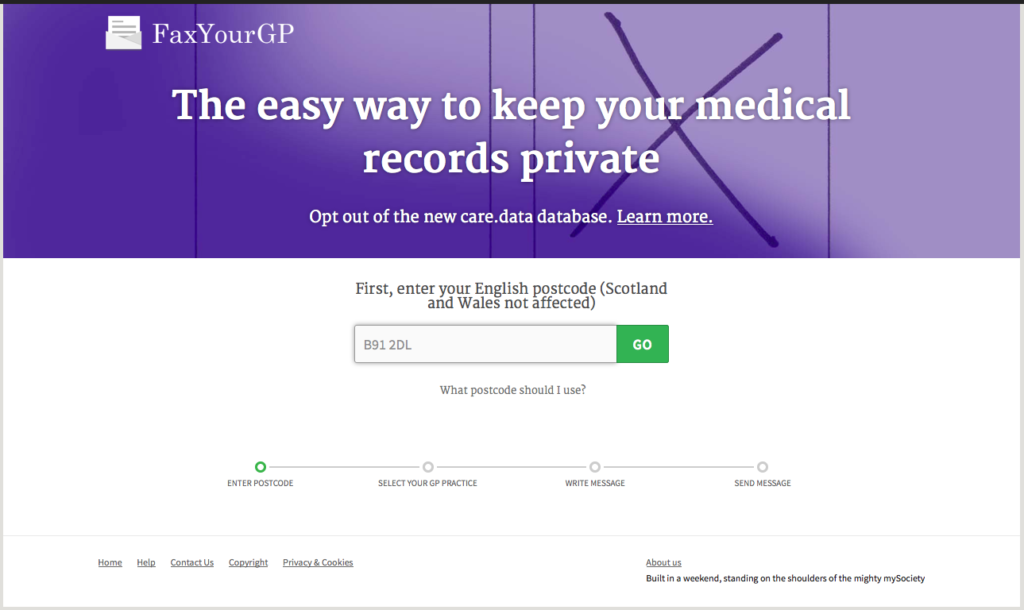 FaxYourGP
The easy way to keep your medical
records private
Opt out of the new care.data database. Learn more.
First, enter your English postcode (Scotland
and Wales not affected)
B91 2DL
GO
What postcode should I use?
ENTER POSTCODE
SELECT YOUR GP PRACTICE
WRITE MESSAGE
SEND MESSAGE
Home Help Contact Us Copyright Privacy & Cookies
About us
Built in a weekend, standing on the shoulders of the mighty mySociety